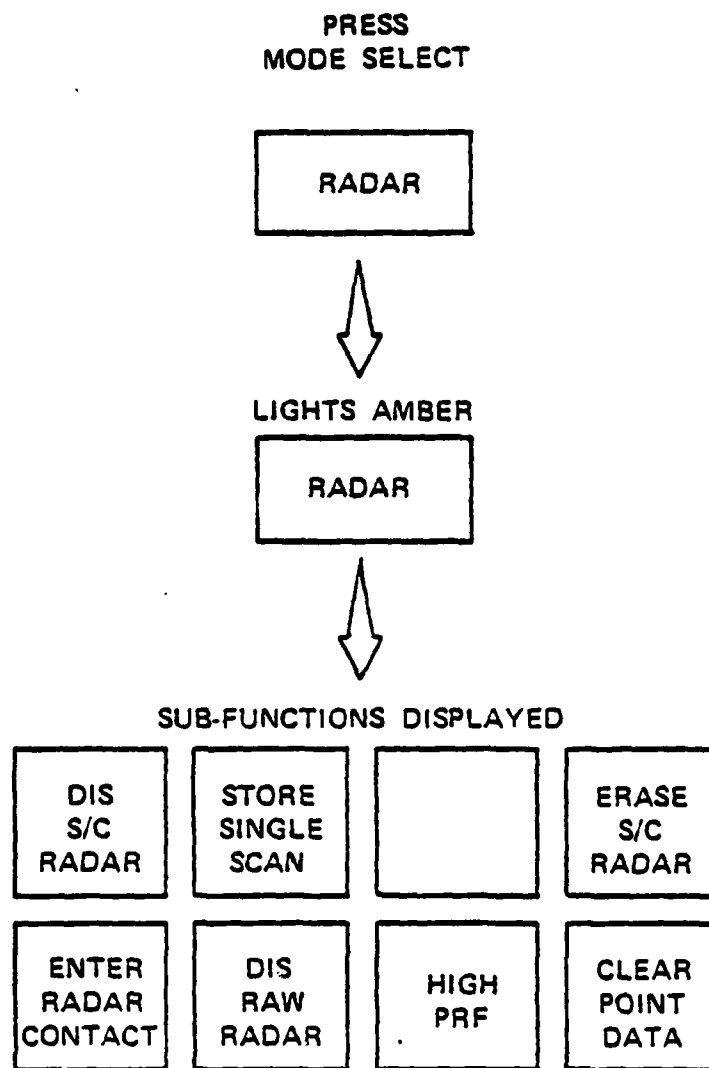 PRESS
MODE SELECT
RADAR
LIGHTS AMBER
RADAR
SUB-FUNCTIONS DISPLAYED
DIS
S/C
RADAR
STORE
SINGLE
SCAN
ERASE
S/C
RADAR
ENTER
RADAR
CONTACT
DIS
RAW
RADAR
HIGH
PRF
CLEAR
POINT
DATA